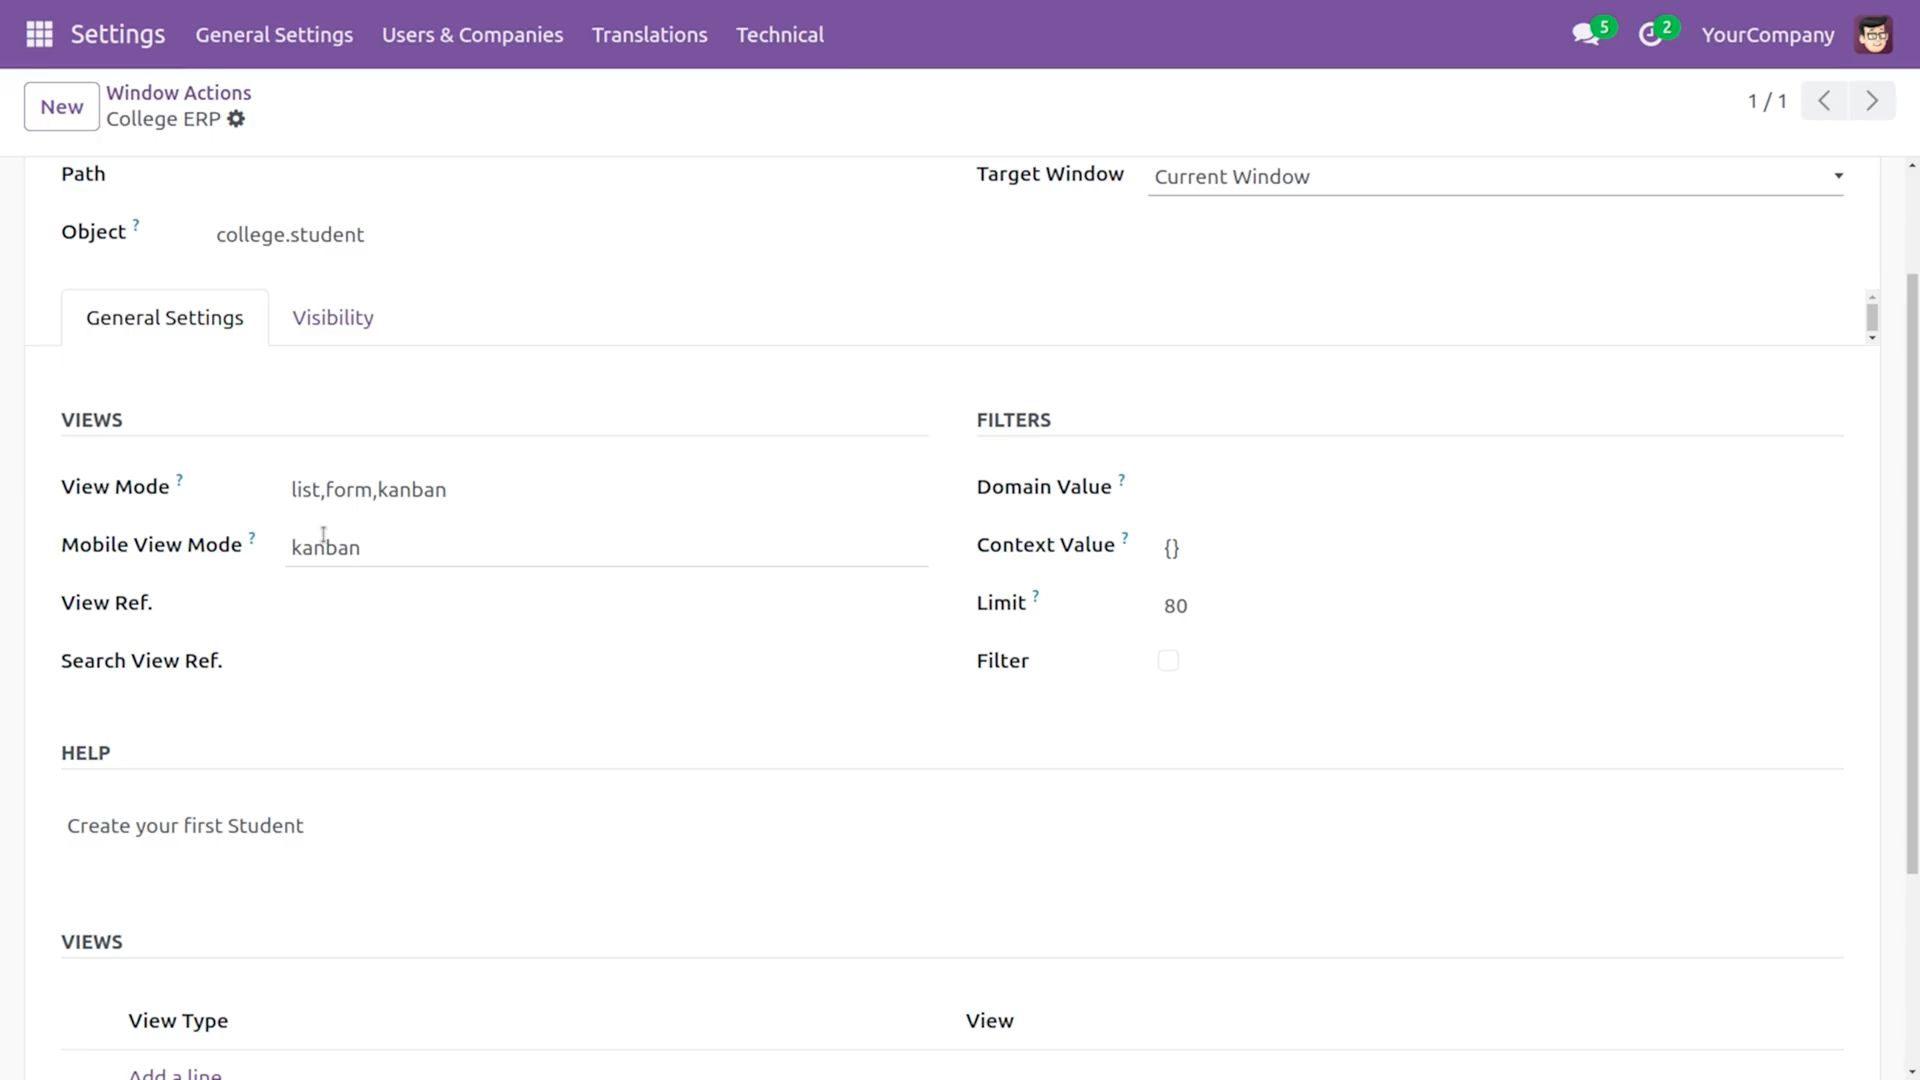 Settings General Settings Users & Companies Translations Technical 5 2 YourCompany
New Window Actions 1 / 1
College ERP
Path Target Window Current Window
Object ? college.student
General Settings Visibility
VIEWS FILTERS
View Mode ? list,form,kanban Domain Value ?
Mobile View Mode ? kanban Context Value ? {}
View Ref. Limit ? 80
Search View Ref. Filter
HELP
Create your first Student
VIEWS
View Type View
Add a line